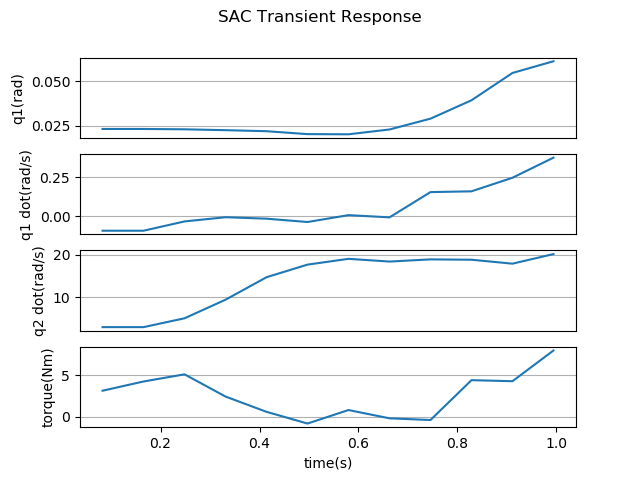 SAC Transient Response
q1(rad)
0.050
0.025
q1 dot(rad/s)
0.25
0.00
q2 dot(rad/s)
20
10
torque(Nm)
5
0
0.2 0.4 0.6 0.8 1.0
time(s)